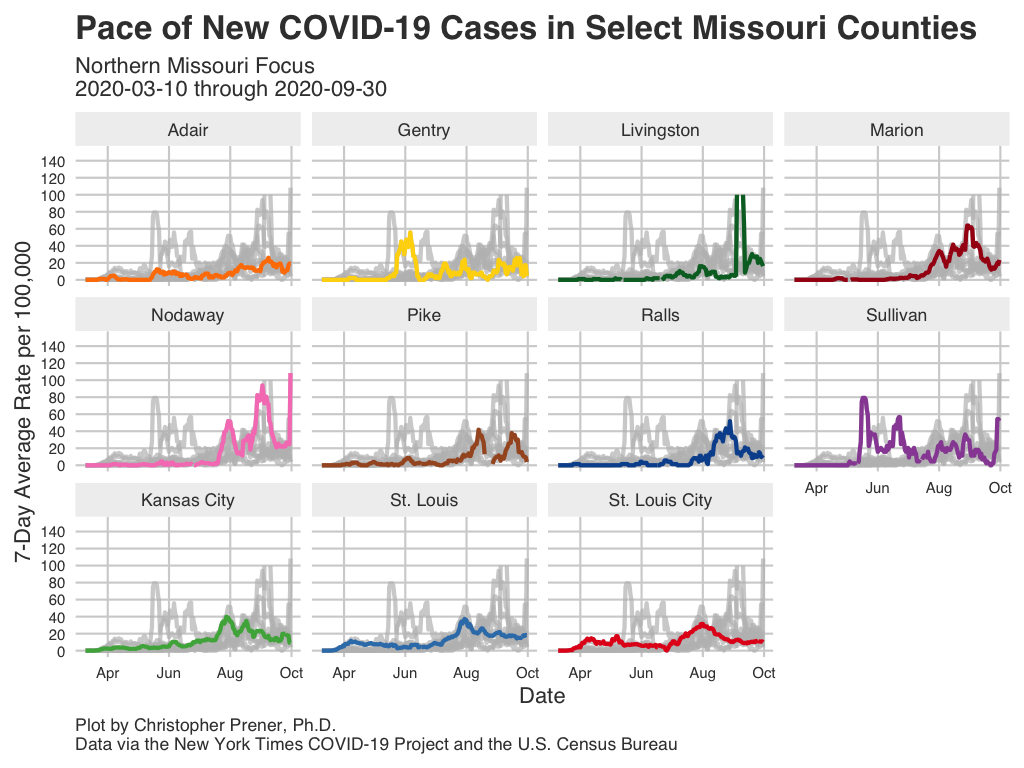 Pace of New COVID-19 Cases in Select Missouri Counties
Northern Missouri Focus
2020-03-10 through 2020-09-30
Adair Gentry Livingston Marion
140
120
100
80
60
40
20
0
Nodaway Pike Ralls Sullivan
140
120
100
80
60
40
20
0
Apr Jun Aug Oct
Kansas City St. Louis St. Louis City
140
120
100
80
60
40
20
0
Apr Jun Aug Oct Apr Jun Aug Oct Apr Jun Aug Oct
7-Day Average Rate per 100,000
Date
Plot by Christopher Prener, Ph.D.
Data via the New York Times COVID-19 Project and the U.S. Census Bureau